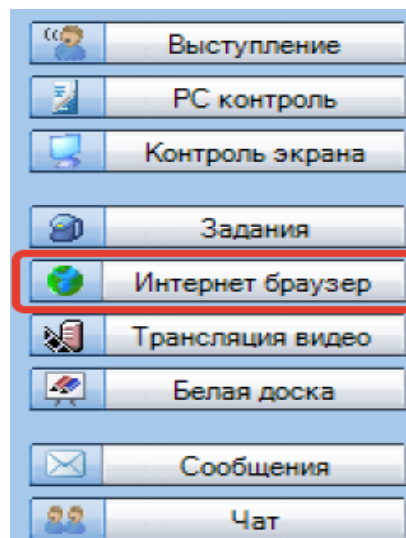 Выступление
PC контроль
Контроль экрана
Задания
Интернет браузер
Трансляция видео
Белая доска
Сообщения
Чат